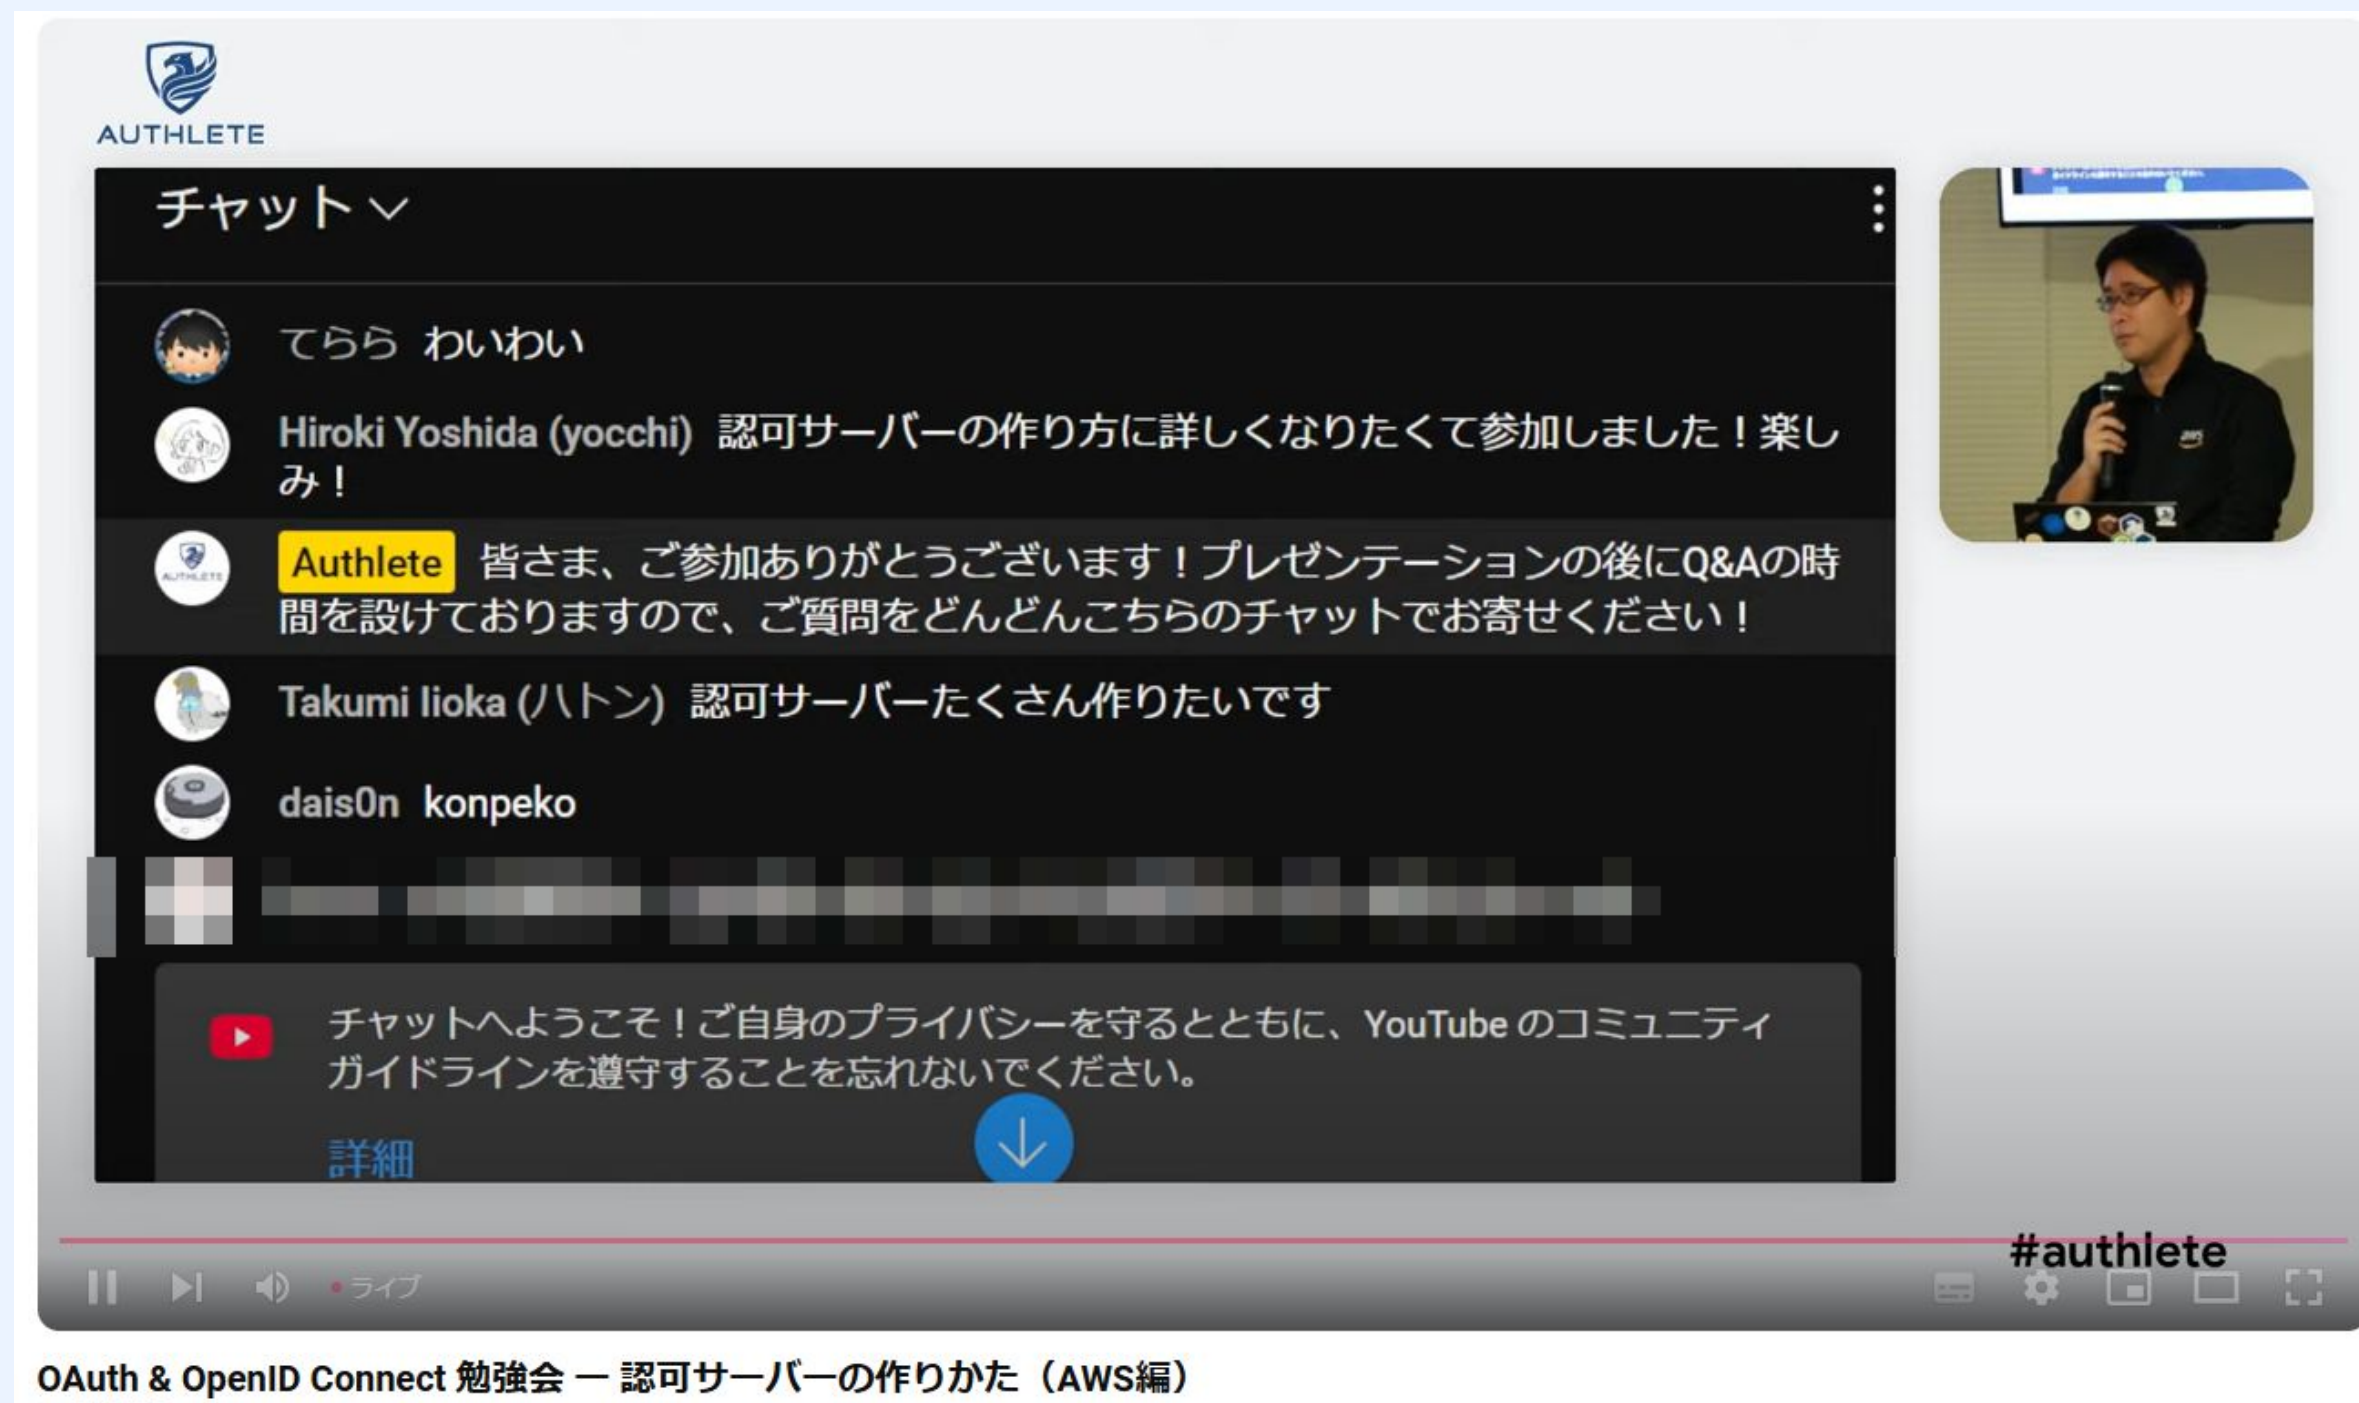 AUTHLETE
チャット
てらら わいわい
Hiroki Yoshida (yocchi) 認可サーバーの作り方に詳しくなりたくて参加しました！楽し
み！
AUTHLETE
Authlete 皆さま、ご参加ありがとうございます！プレゼンテーションの後にQ&Aの時
間を設けておりますので、ご質問をどんどんこちらのチャットでお寄せください！
Takumi Iioka (ハトン) 認可サーバーたくさん作りたいです
dais0n konpeko
チャットへようこそ！ご自身のプライバシーを守るとともに、YouTube のコミュニティ
ガイドラインを遵守することを忘れないでください。
詳細
aws
#authlete
ライブ
OAuth & OpenID Connect 勉強会 ー 認可サーバーの作りかた（AWS編）